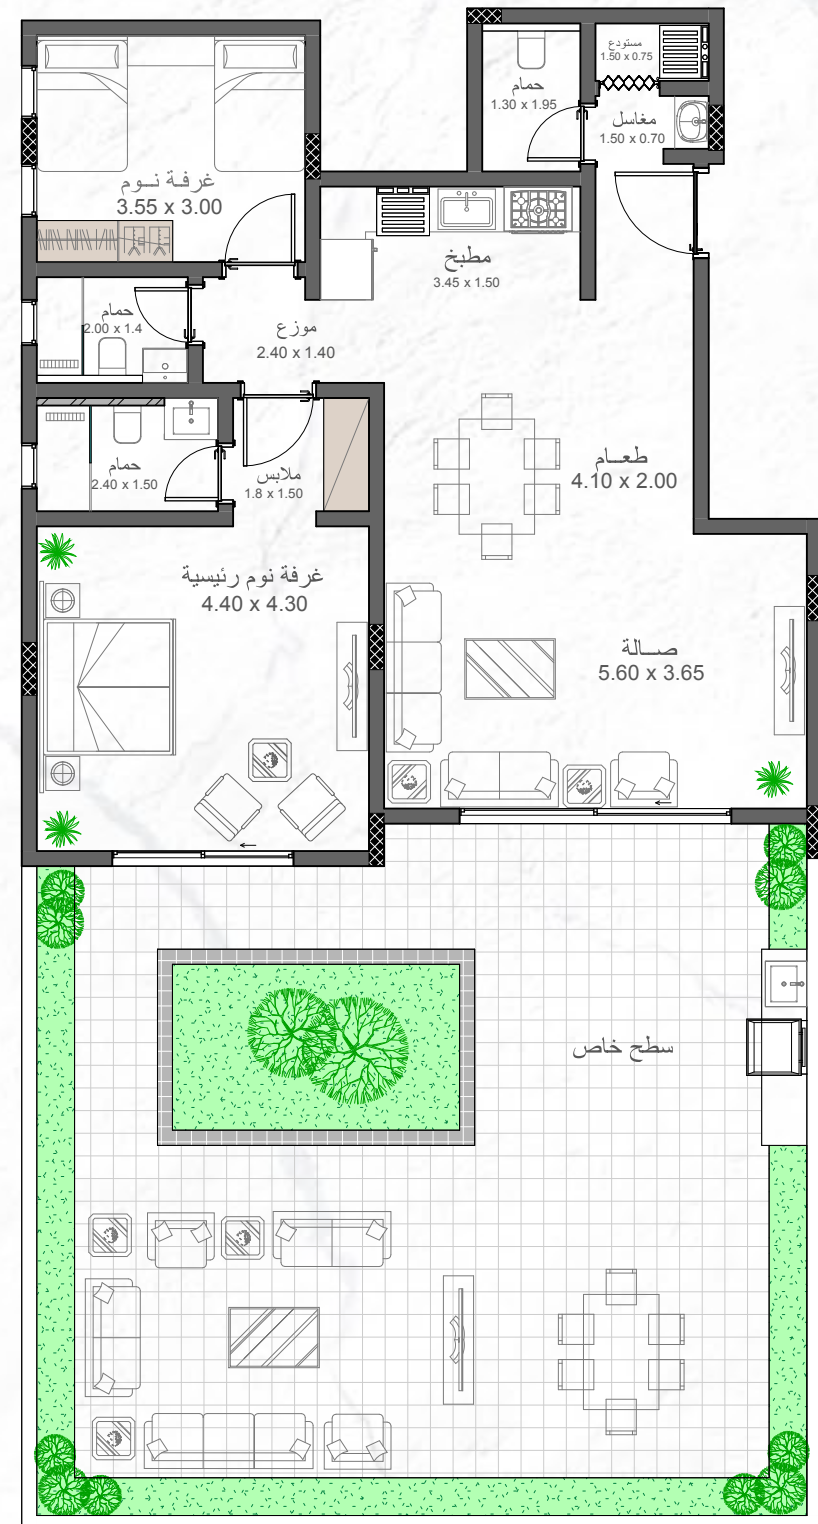 مستودع
1.50 x 0.75
حمام
1.30 x 1.95
مغاسل
1.50 x 0.70
غرفة نــوم
3.55 x 3.00
مطبخ
3.45 x 1.50
حمام
2.00 x 1.4
موزع
2.40 x 1.40
طعــام
4.10 x 2.00
حمام
2.40 x 1.50
ملابس
1.8 x 1.50
غرفة نوم رئيسية
4.40 x 4.30
صـــالة
5.60 x 3.65
سطح خاص